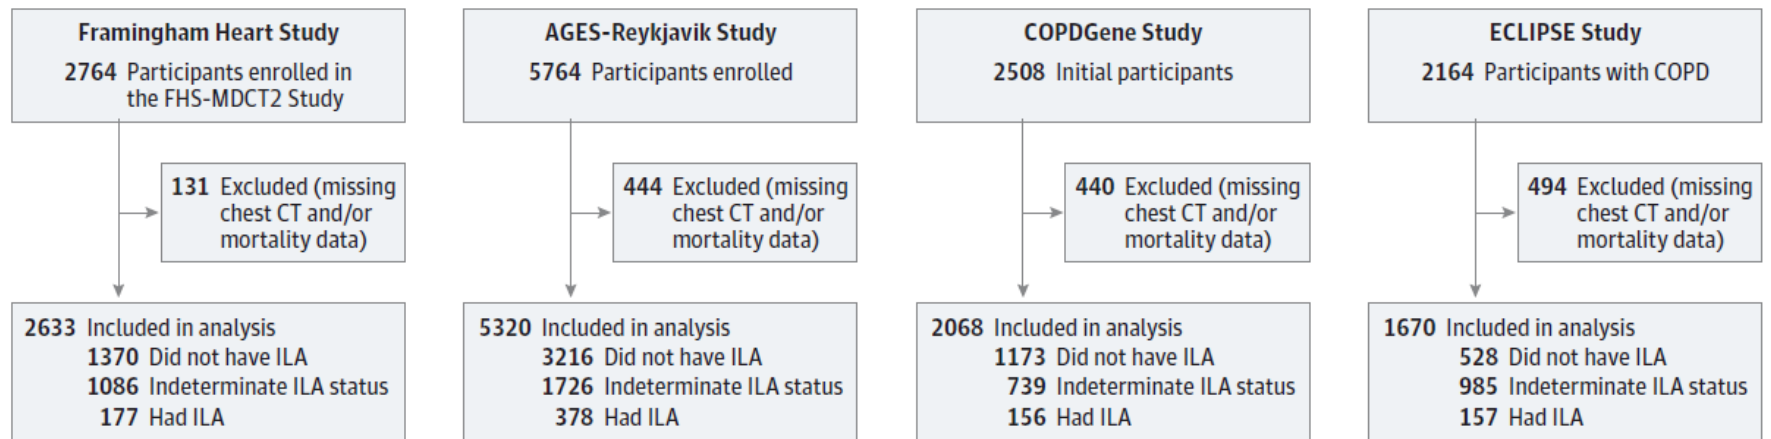 Framingham Heart Study
2764 Participants enrolled in
the FHS-MDCT2 Study
131 Excluded (missing
chest CT and/or
mortality data)
2633 Included in analysis
1370 Did not have ILA
1086 Indeterminate ILA status
177 Had ILA
AGES-Reykjavik Study
5764 Participants enrolled
444 Excluded (missing
chest CT and/or
mortality data)
5320 Included in analysis
3216 Did not have ILA
1726 Indeterminate ILA status
378 Had ILA
COPDGene Study
2508 Initial participants
440 Excluded (missing
chest CT and/or
mortality data)
2068 Included in analysis
1173 Did not have ILA
739 Indeterminate ILA status
156 Had ILA
ECLIPSE Study
2164 Participants with COPD
494 Excluded (missing
chest CT and/or
mortality data)
1670 Included in analysis
528 Did not have ILA
985 Indeterminate ILA status
157 Had ILA